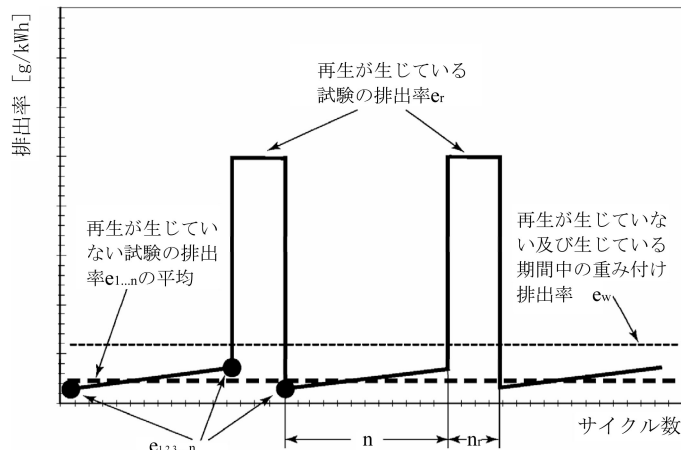 排出率 [g/kWh]
再生が生じている
試験の排出率er
再生が生じてい
ない試験の排出
率e1...nの平均
再生が生じていな
い及び生じている
期間中の重み付け
排出率 ew
e1,2,3....n
n
nr
サイクル数